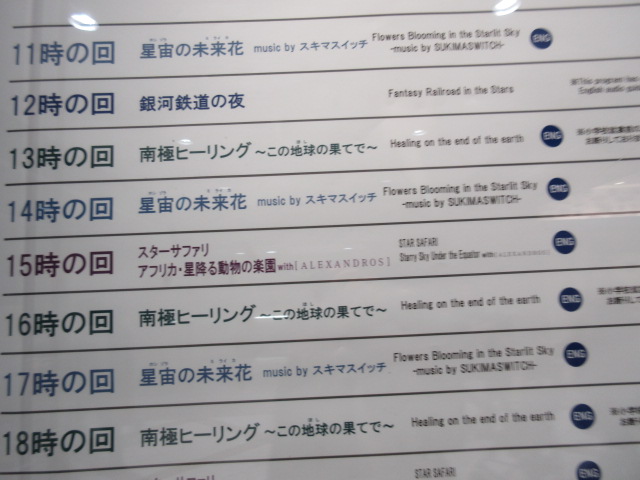 11時の回 星宙の未来花 music by スキマスイッチ Flowers Blooming in the Starlit Sky -music by SUKIMASWITCH- ENG
12時の回 銀河鉄道の夜 Fantasy Railroad in the Stars
13時の回 南極ヒーリング ～この地球の果てで～ Healing on the end of the earth ENG
14時の回 星宙の未来花 music by スキマスイッチ Flowers Blooming in the Starlit Sky -music by SUKIMASWITCH- ENG
15時の回 スターサファリ STAR SAFARI ENG
アフリカ・星降る動物の楽園 with[ALEXANDROS] Starry Sky Under the Equator with[ALEXANDROS]
16時の回 南極ヒーリング ～この地球の果てで～ Healing on the end of the earth ENG
17時の回 星宙の未来花 music by スキマスイッチ Flowers Blooming in the Starlit Sky -music by SUKIMASWITCH- ENG
18時の回 南極ヒーリング ～この地球の果てで～ Healing on the end of the earth ENG
STAR SAFARI ENG